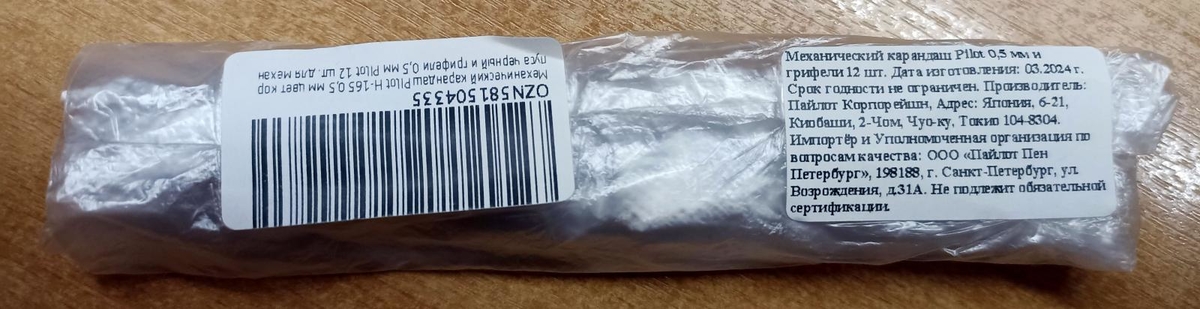 OZN581504335
Механический карандаш Pilot H-165 0,5 мм цвет кор
пуса черный и грифели 0,5 мм Pilot 12 шт. для механ
Механический карандаш Pilot 0,5 мм и
грифели 12 шт. Дата изготовления: 03.2024 г.
Срок годности не ограничен. Производитель:
Пайлот Корпорейшн, Адрес: Япония, 6-21,
Киобаши, 2-Чом, Чуо-ку, Токио 104-8304.
Импортёр и Уполномоченная организация по
вопросам качества: ООО «Пайлот Пен
Петербург», 198188, г. Санкт-Петербург, ул.
Возрождения, д.31А. Не подлежит обязательной
сертификации.